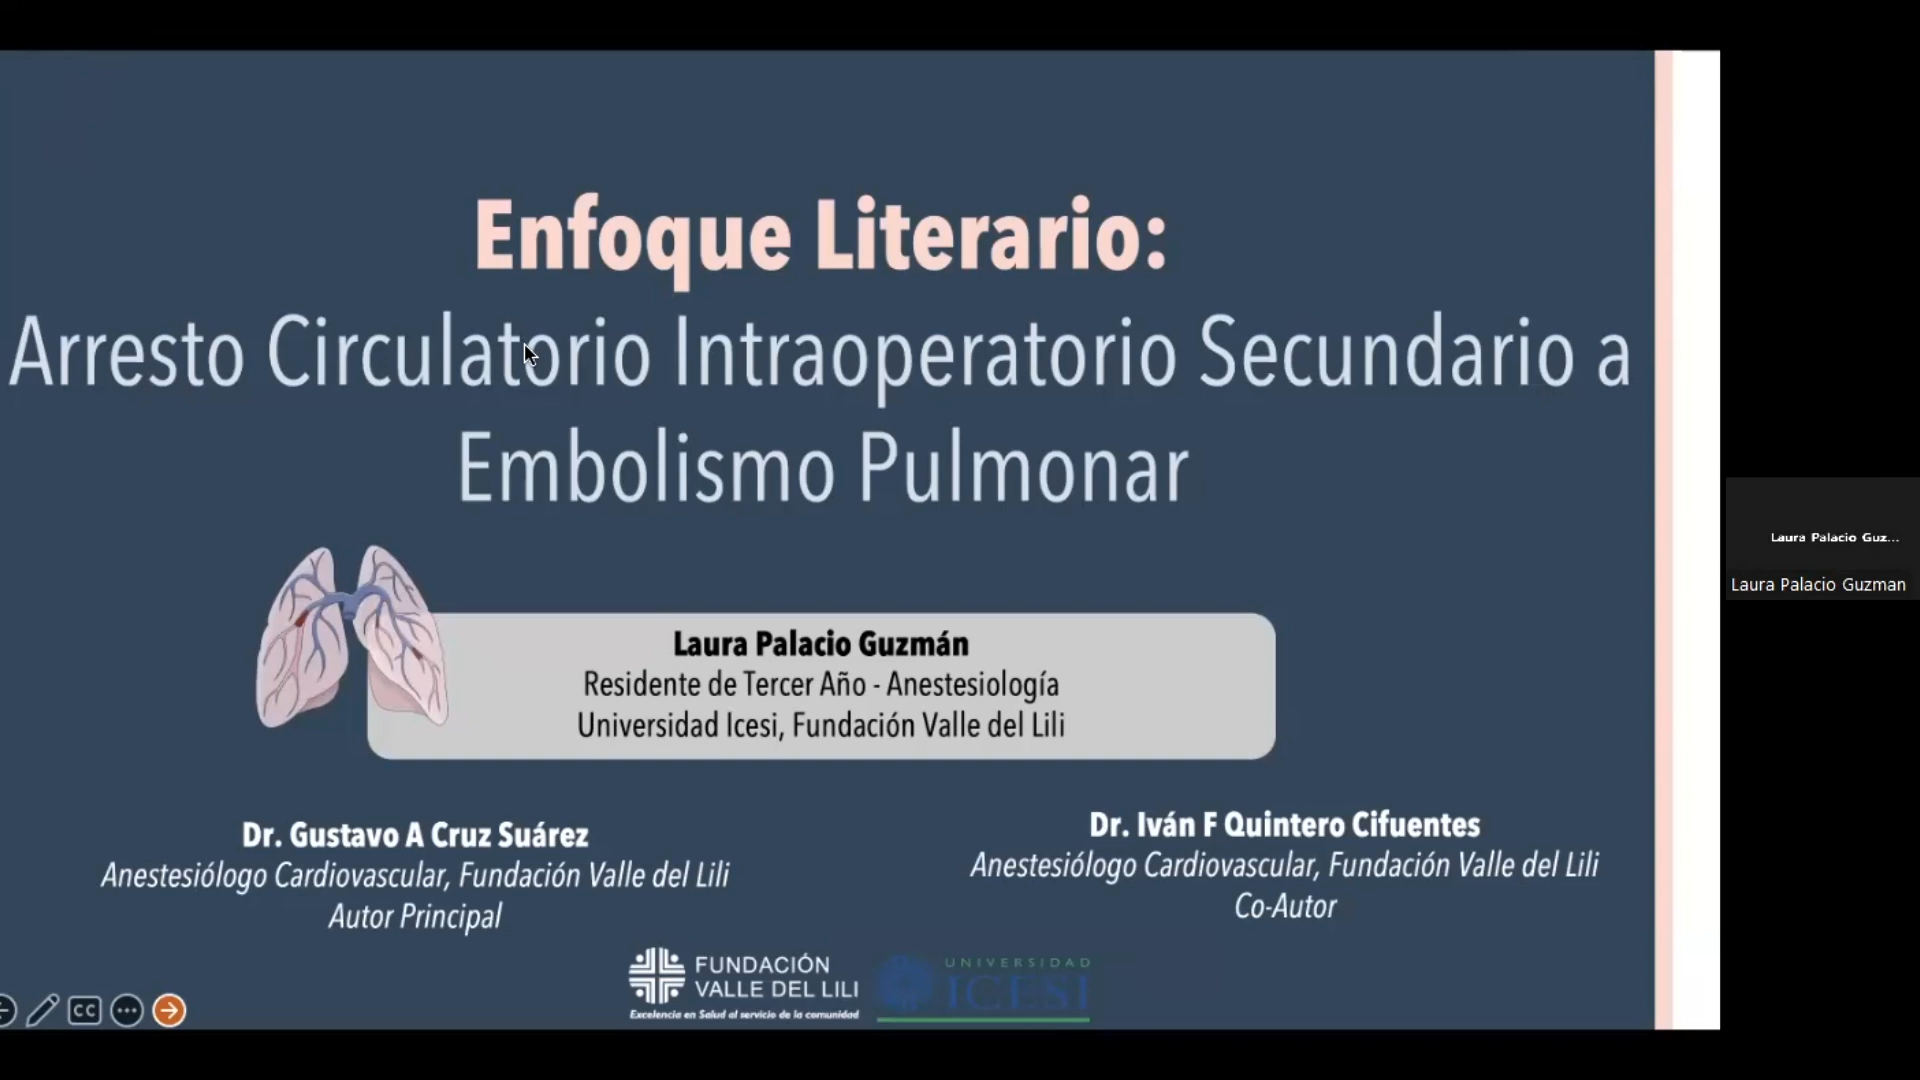 Enfoque Literario:
Arresto Circulatorio Intraoperatorio Secundario a
Embolismo Pulmonar
Laura Palacio Guzmán
Residente de Tercer Año - Anestesiología
Universidad Icesi, Fundación Valle del Lili
Dr. Gustavo A Cruz Suárez
Anestesiólogo Cardiovascular, Fundación Valle del Lili
Autor Principal
Dr. Iván F Quintero Cifuentes
Anestesiólogo Cardiovascular, Fundación Valle del Lili
Co-Autor
FUNDACIÓN
VALLE DEL LILI
Excelencia en Salud al servicio de la comunidad
UNIVERSIDAD
ICESI
CC
Laura Palacio Guz...
Laura Palacio Guzman